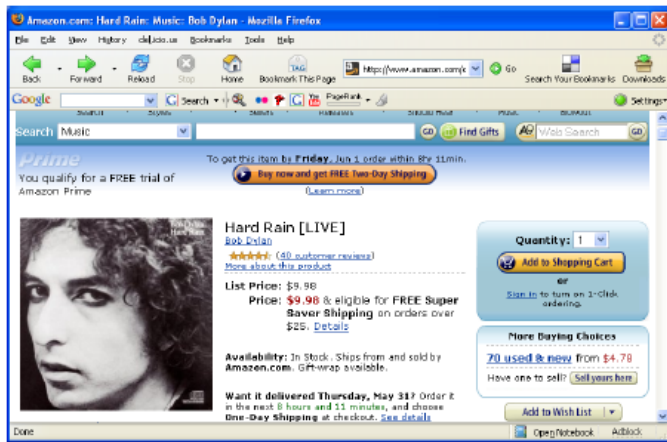 Amazon.com: Hard Rain: Music: Bob Dylan - Mozilla Firefox
File Edit View History del.icio.us Bookmarks Tools Help
Back Forward Reload Stop Home Bookmark This Page http://www.amazon.com/e Go Search Your Bookmarks Downloads
Google Search PageRank Settings
Search Music GO Find Gifts A9 Web Search GO
Prime
You qualify for a FREE trial of
Amazon Prime
To get this item by Friday, Jun 1 order within 8hr 11min.
Buy now and get FREE Two-Day Shipping
(Learn more)
Bob Dylan
Hard Rain
Hard Rain [LIVE]
Bob Dylan
(40 customer reviews)
More about this product
List Price: $9.98
Price: $9.98 & eligible for FREE Super
Saver Shipping on orders over
$25. Details
Availability: In Stock. Ships from and sold by
Amazon.com. Gift-wrap available.
Want it delivered Thursday, May 31? Order it
in the next 8 hours and 11 minutes, and choose
One-Day Shipping at checkout. See details
Quantity: 1
Add to Shopping Cart
or
Sign in to turn on 1-Click
ordering.
More Buying Choices
70 used & new from $4.78
Have one to sell? Sell yours here
Add to Wish List
Done Open Notebook Adblock